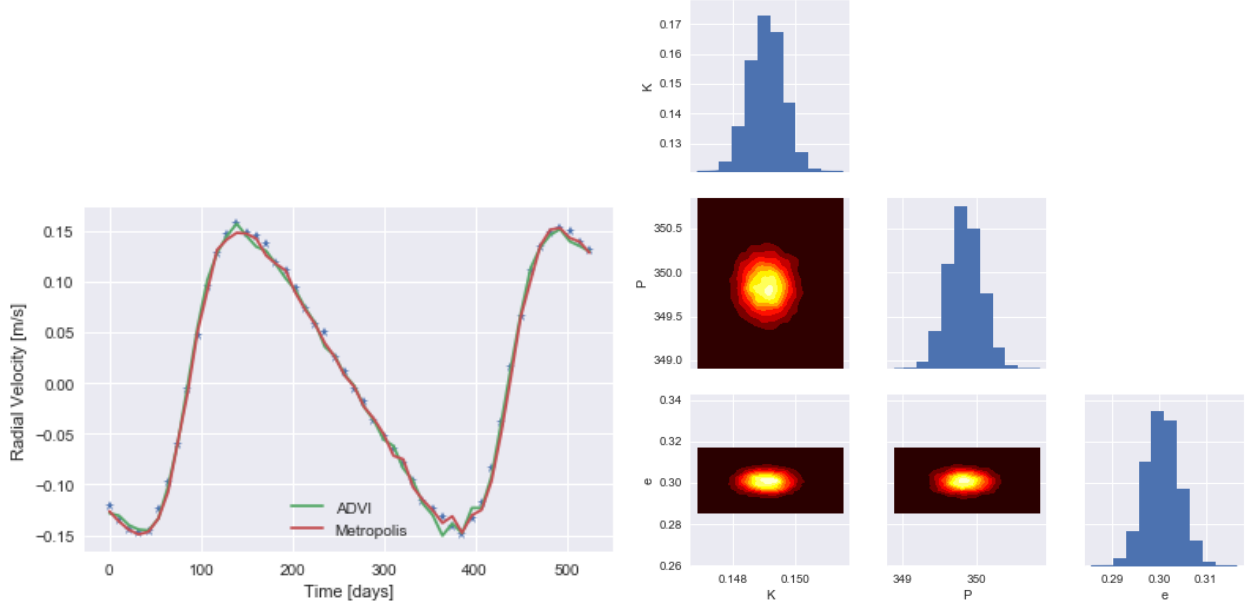 Radial Velocity [m/s]
0.15
0.10
0.05
0.00
−0.05
−0.10
−0.15
ADVI
Metropolis
0 100 200 300 400 500
Time [days]
K
0.17
0.16
0.15
0.14
0.13
P
350.5
350.0
349.5
349.0
e
0.34
0.32
0.30
0.28
0.26
0.148 0.150
K
349 350
P
0.29 0.30 0.31
e